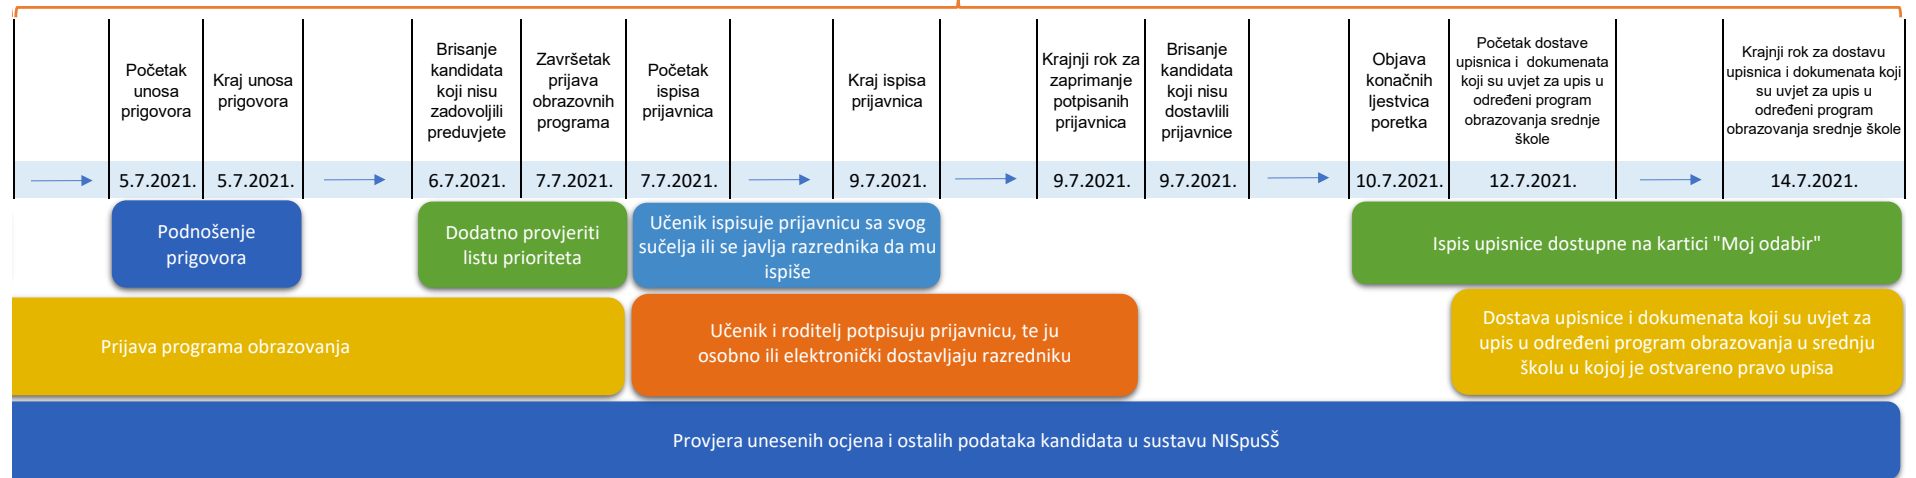 Početak
unosa
prigovora
Kraj unosa
prigovora
Brisanje
kandidata
koji nisu
zadovoljili
preduvjete
Završetak
prijava
obrazovnih
programa
Početak
ispisa
prijavnica
Kraj ispisa
prijavnica
Krajnji rok za
zaprimanje
potpisanih
prijavnica
Brisanje
kandidata
koji nisu
dostavlili
prijavnice
Objava
konačnih
ljestvica
poretka
Početak dostave
upisnica i dokumenata
koji su uvjet za upis u
određeni program
obrazovanja srednje
škole
Krajnji rok za dostavu
upisnica i dokumenata koji
su uvjet za upis u
određeni program
obrazovanja srednje škole
5.7.2021.
5.7.2021.
6.7.2021.
7.7.2021.
7.7.2021.
9.7.2021.
9.7.2021.
9.7.2021.
10.7.2021.
12.7.2021.
14.7.2021.
Podnošenje
prigovora
Dodatno provjeriti
listu prioriteta
Učenik ispisuje prijavnicu sa svog
sučelja ili se javlja razrednika da mu
ispiše
Ispis upisnice dostupne na kartici "Moj odabir"
Prijava programa obrazovanja
Učenik i roditelj potpisuju prijavnicu, te ju
osobno ili elektronički dostavljaju razredniku
Dostava upisnice i dokumenata koji su uvjet za
upis u određeni program obrazovanja u srednju
školu u kojoj je ostvareno pravo upisa
Provjera unesenih ocjena i ostalih podataka kandidata u sustavu NISpuSŠ